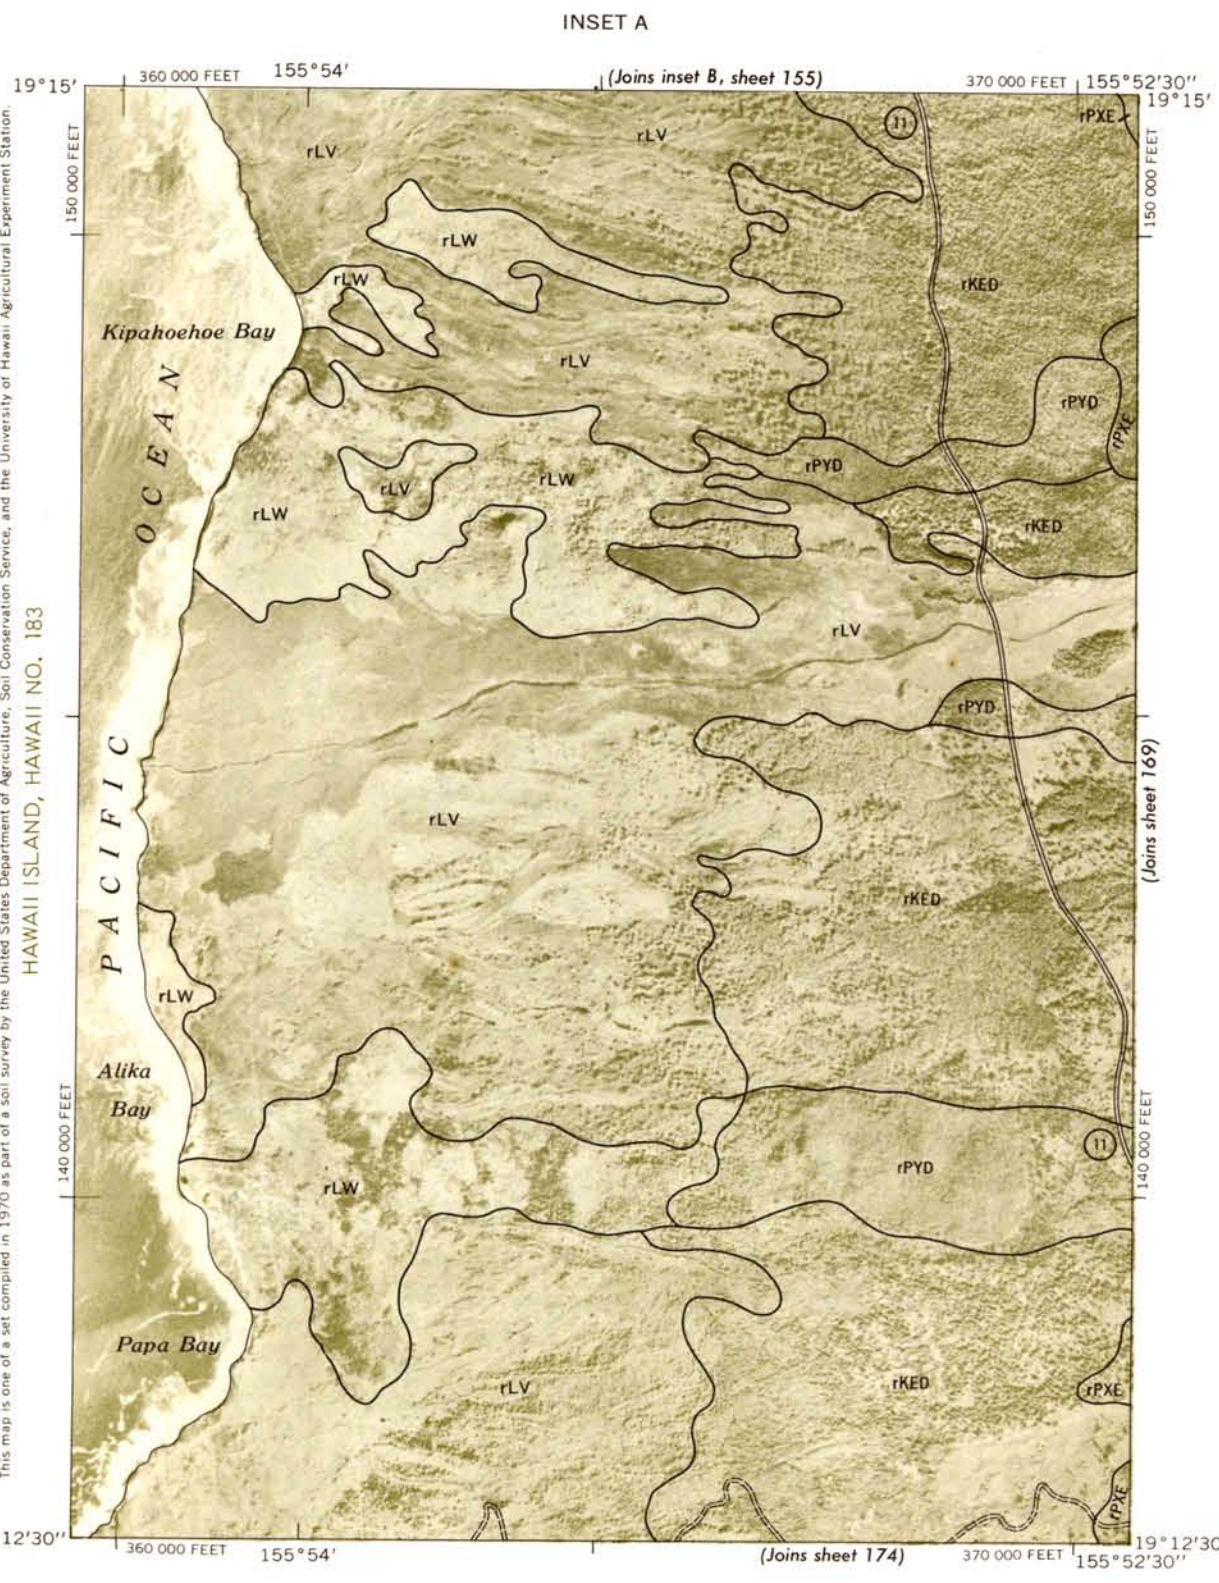 INSET A
360 000 FEET
155°54'
(Joins inset B, sheet 155)
370 000 FEET
155°52'30"
19°15'
19°15'
150 000 FEET
150 000 FEET
This map is one of a set compiled in 1970 as part of a soil survey by the United States Department of Agriculture, Soil Conservation Service, and the University of Hawaii Agricultural Experiment Station.
HAWAII ISLAND, HAWAII NO. 183
rLV
rLV
11
rPXE
rLW
rLW
rKED
Kipahoehoe Bay
rLV
rPYD
rPXE
rPYD
rLV
rLW
rLW
rKED
PACIFIC OCEAN
rLV
rPYD
(Joins sheet 169)
rLV
rKED
rLW
Alika
Bay
140 000 FEET
140 000 FEET
11
rPYD
rLW
Papa Bay
rLV
rKED
rPXE
rPXE
12'30"
360 000 FEET
155°54'
(Joins sheet 174)
370 000 FEET
155°52'30"
19°12'30